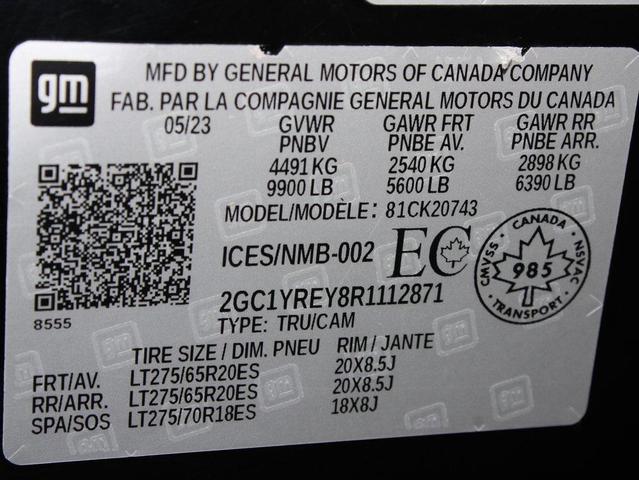 gm
MFD BY GENERAL MOTORS OF CANADA COMPANY
FAB. PAR LA COMPAGNIE GENERAL MOTORS DU CANADA
05/23 GVWR GAWR FRT GAWR RR
PNBV PNBE AV. PNBE ARR.
4491 KG 2540 KG 2898 KG
9900 LB 5600 LB 6390 LB
MODEL/MODÈLE: 81CK20743
ICES/NMB-002 EC
CANADA
CMVSS 985 NSVAC
TRANSPORT
2GC1YREY8R1112871
8555
TYPE: TRU/CAM
TIRE SIZE / DIM. PNEU RIM / JANTE
FRT/AV. LT275/65R20ES 20X8.5J
RR/ARR. LT275/65R20ES 20X8.5J
SPA/SOS LT275/70R18ES 18X8J